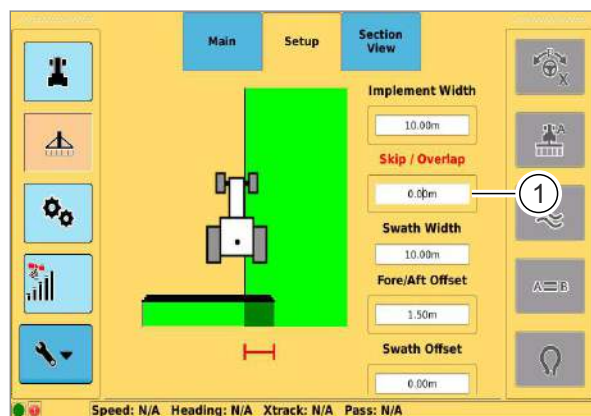 Main
Setup
Section
View
Implement Width
10.00m
Skip / Overlap
0.00m
1
Swath Width
10.00m
Fore/Aft Offset
1.50m
Swath Offset
0.00m
X
A
A=B
Speed: N/A Heading: N/A Xtrack: N/A Pass: N/A